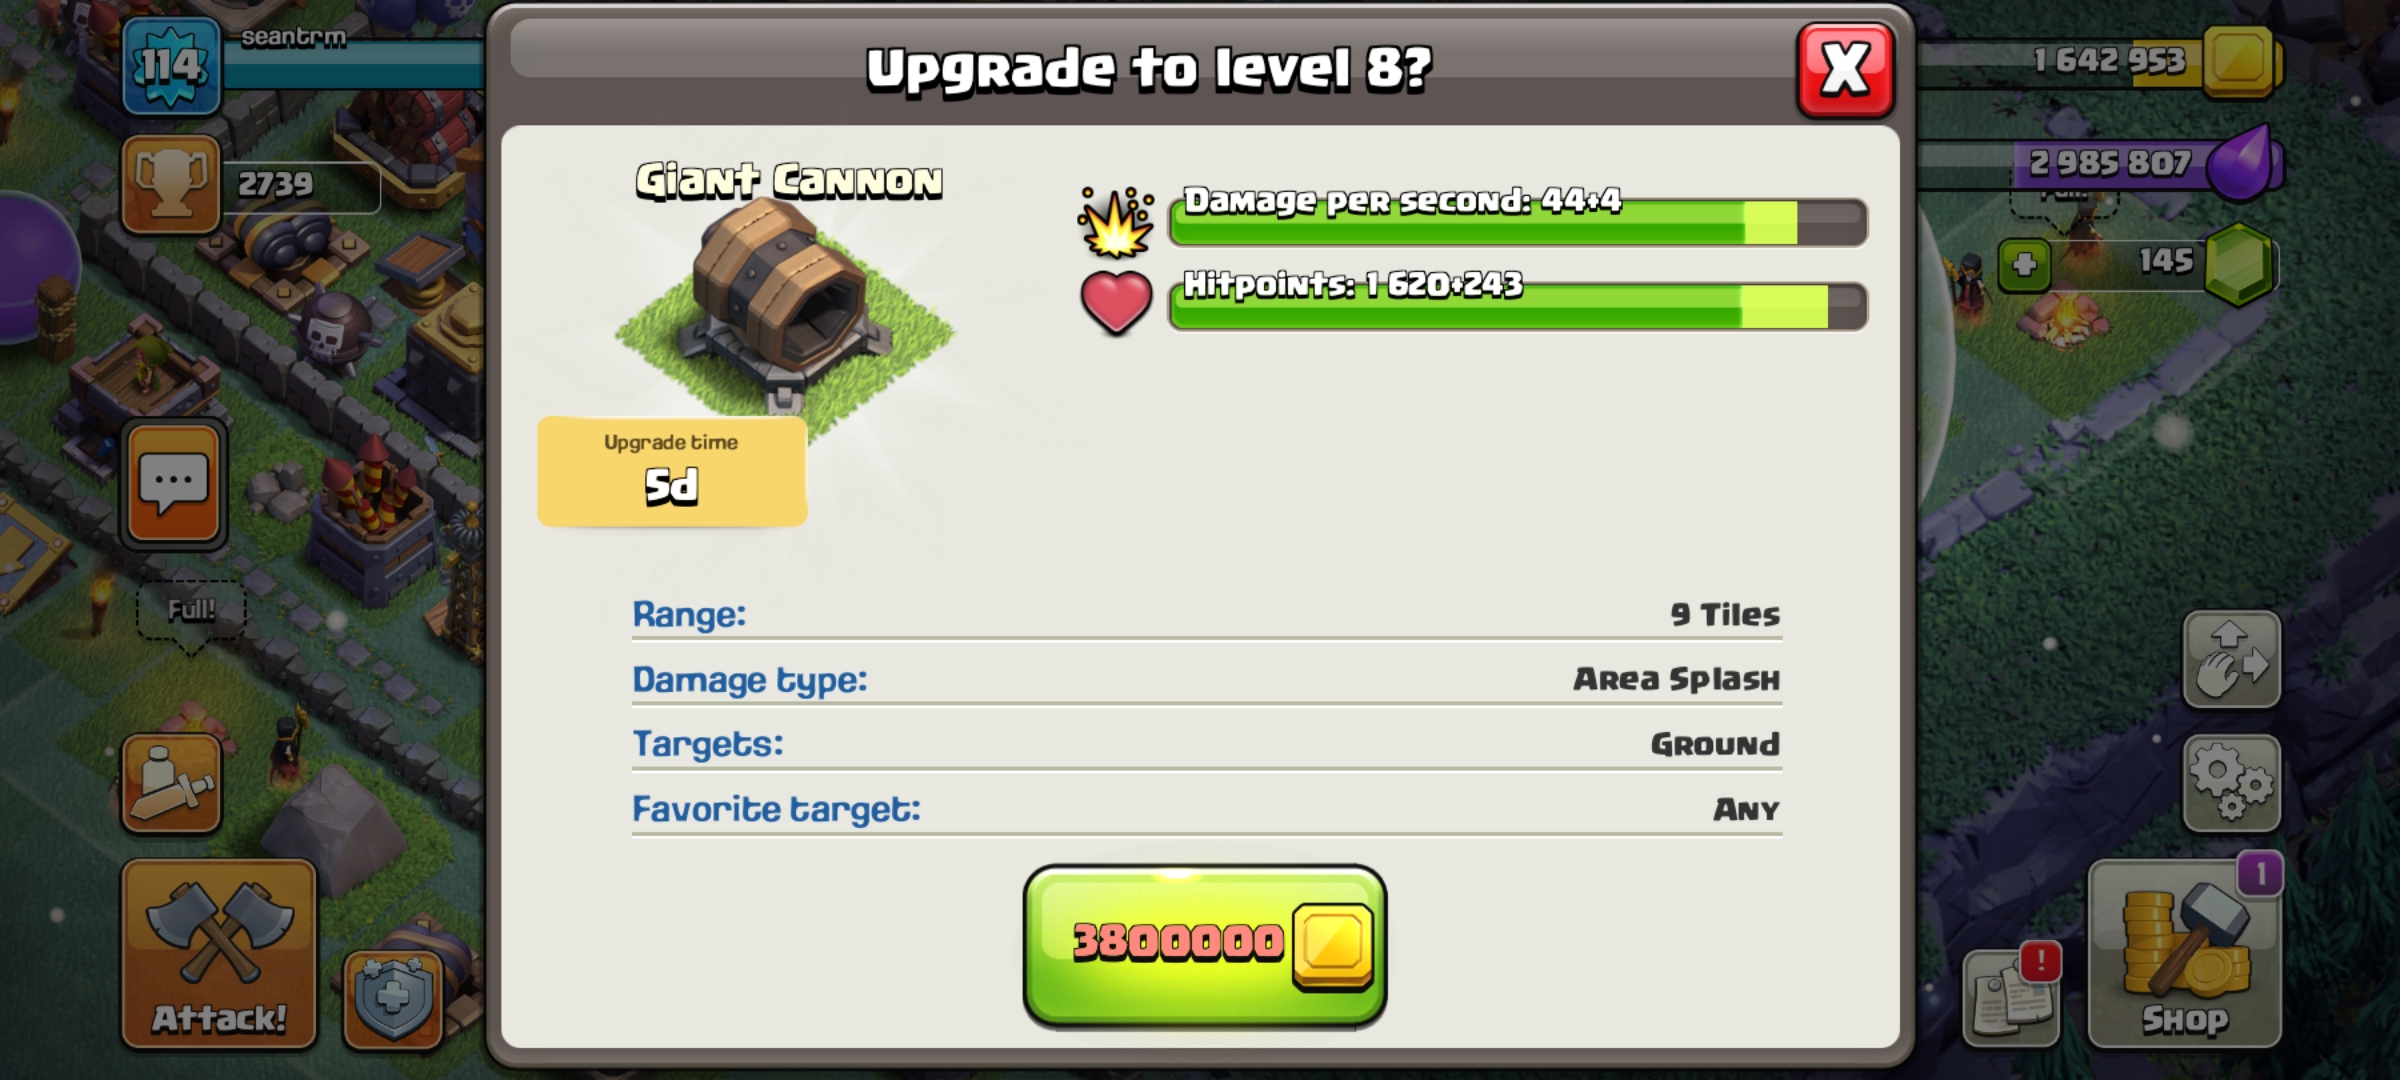 114
seantrm
Upgrade to level 8?
X
1 642 953
2739
Giant Cannon
Damage per second: 44+4
Hitpoints: 1 620+243
2 985 807
Full!
145
Upgrade time
5d
Full!
Range: 9 Tiles
Damage type: Area Splash
Targets: Ground
Favorite target: Any
3800000
Attack!
1
!
Shop